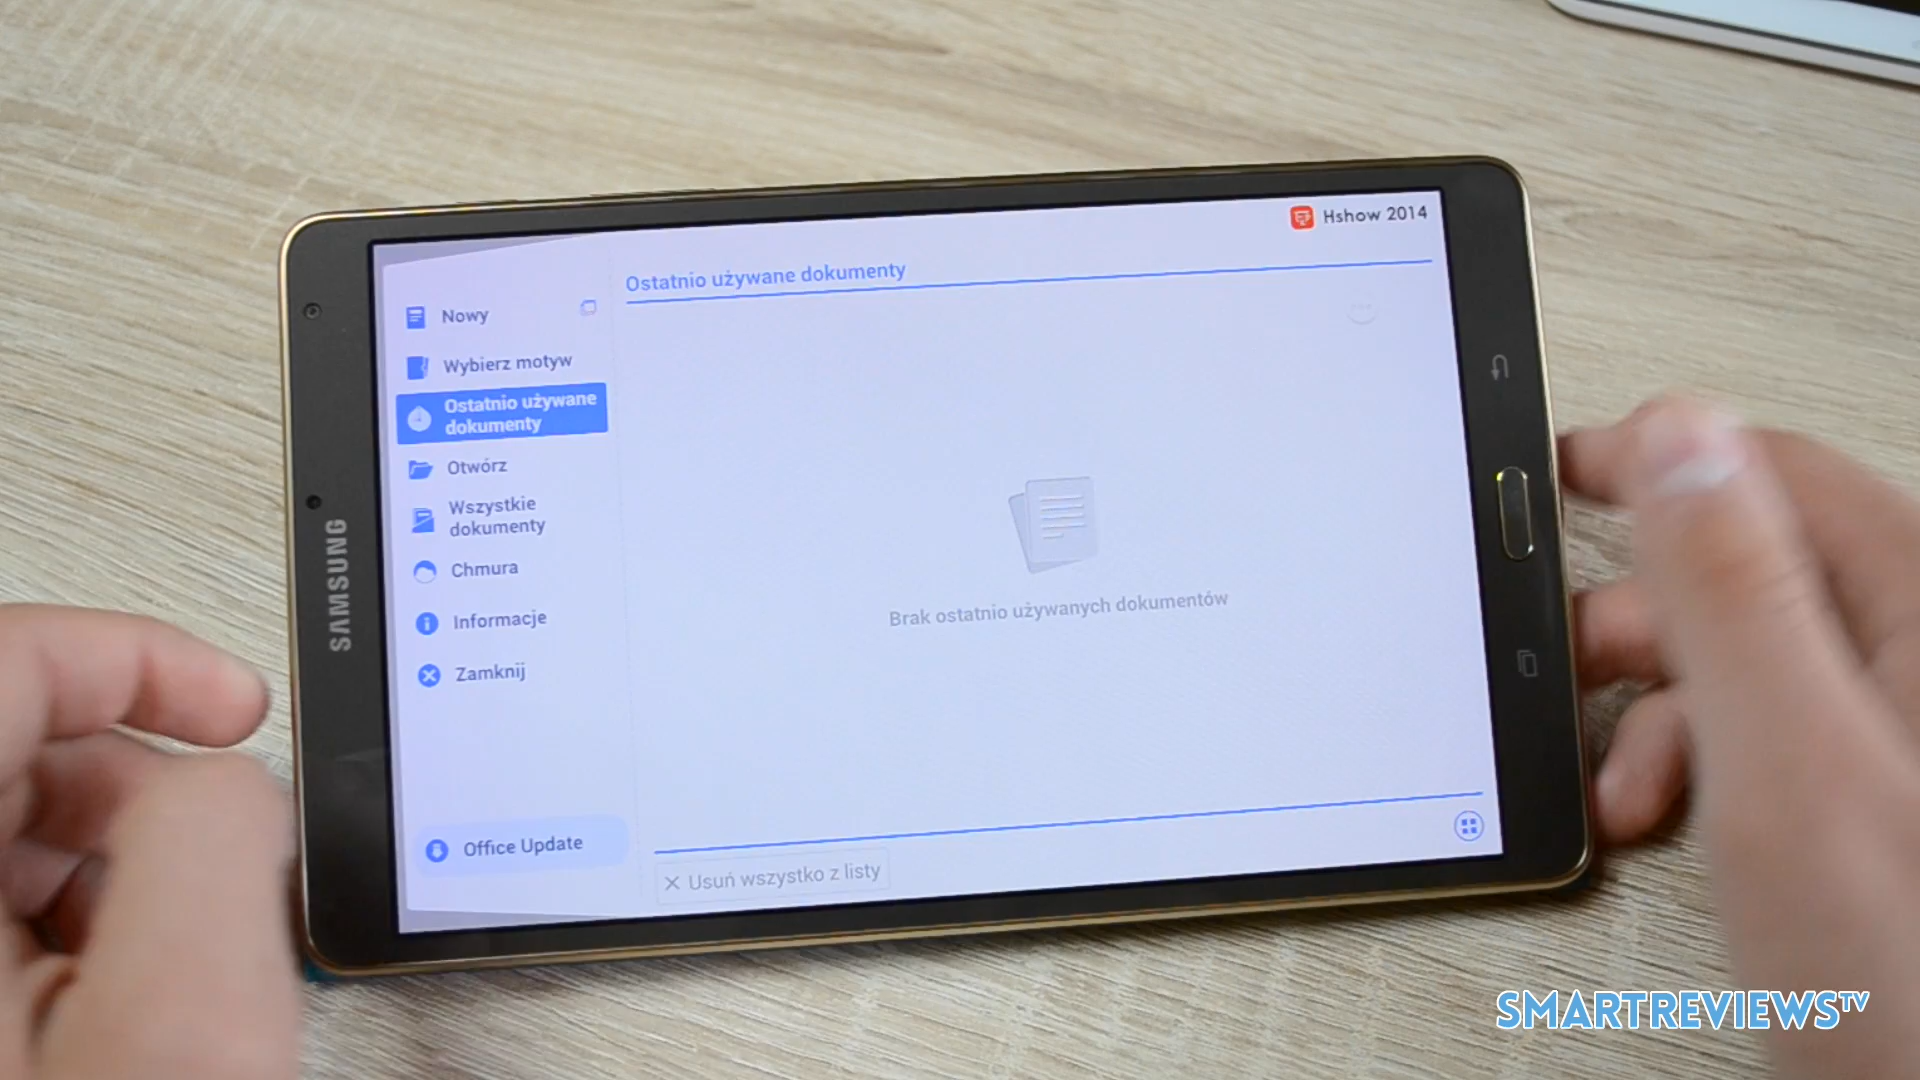 Hshow 2014
Ostatnio używane dokumenty
Nowy
Wybierz motyw
Ostatnio używane
dokumenty
Otwórz
Wszystkie
dokumenty
Chmura
Informacje
Zamknij
Brak ostatnio używanych dokumentów
Office Update
Usuń wszystko z listy
SAMSUNG
SMARTREVIEWSTV